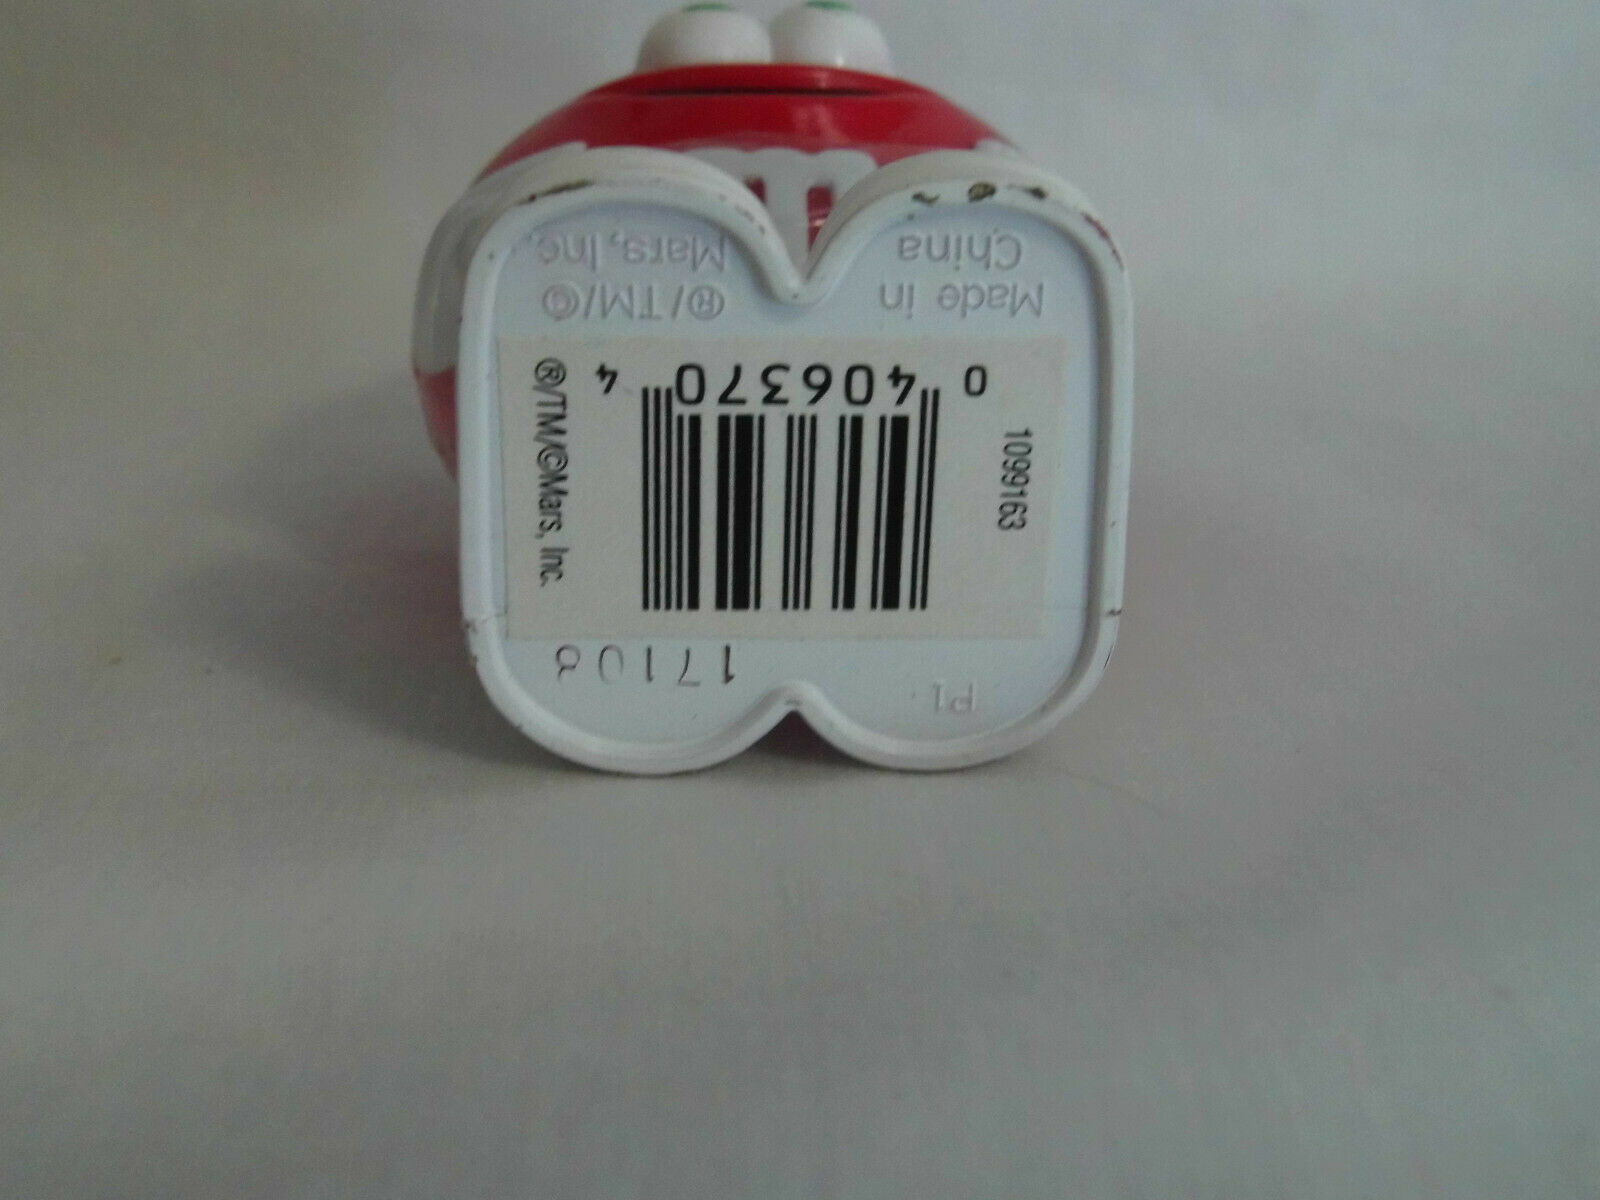 17108
P1
0 406370 4
1099163
®/TM/©Mars, Inc.
Made in
China
®/TM/©
Mars, Inc.